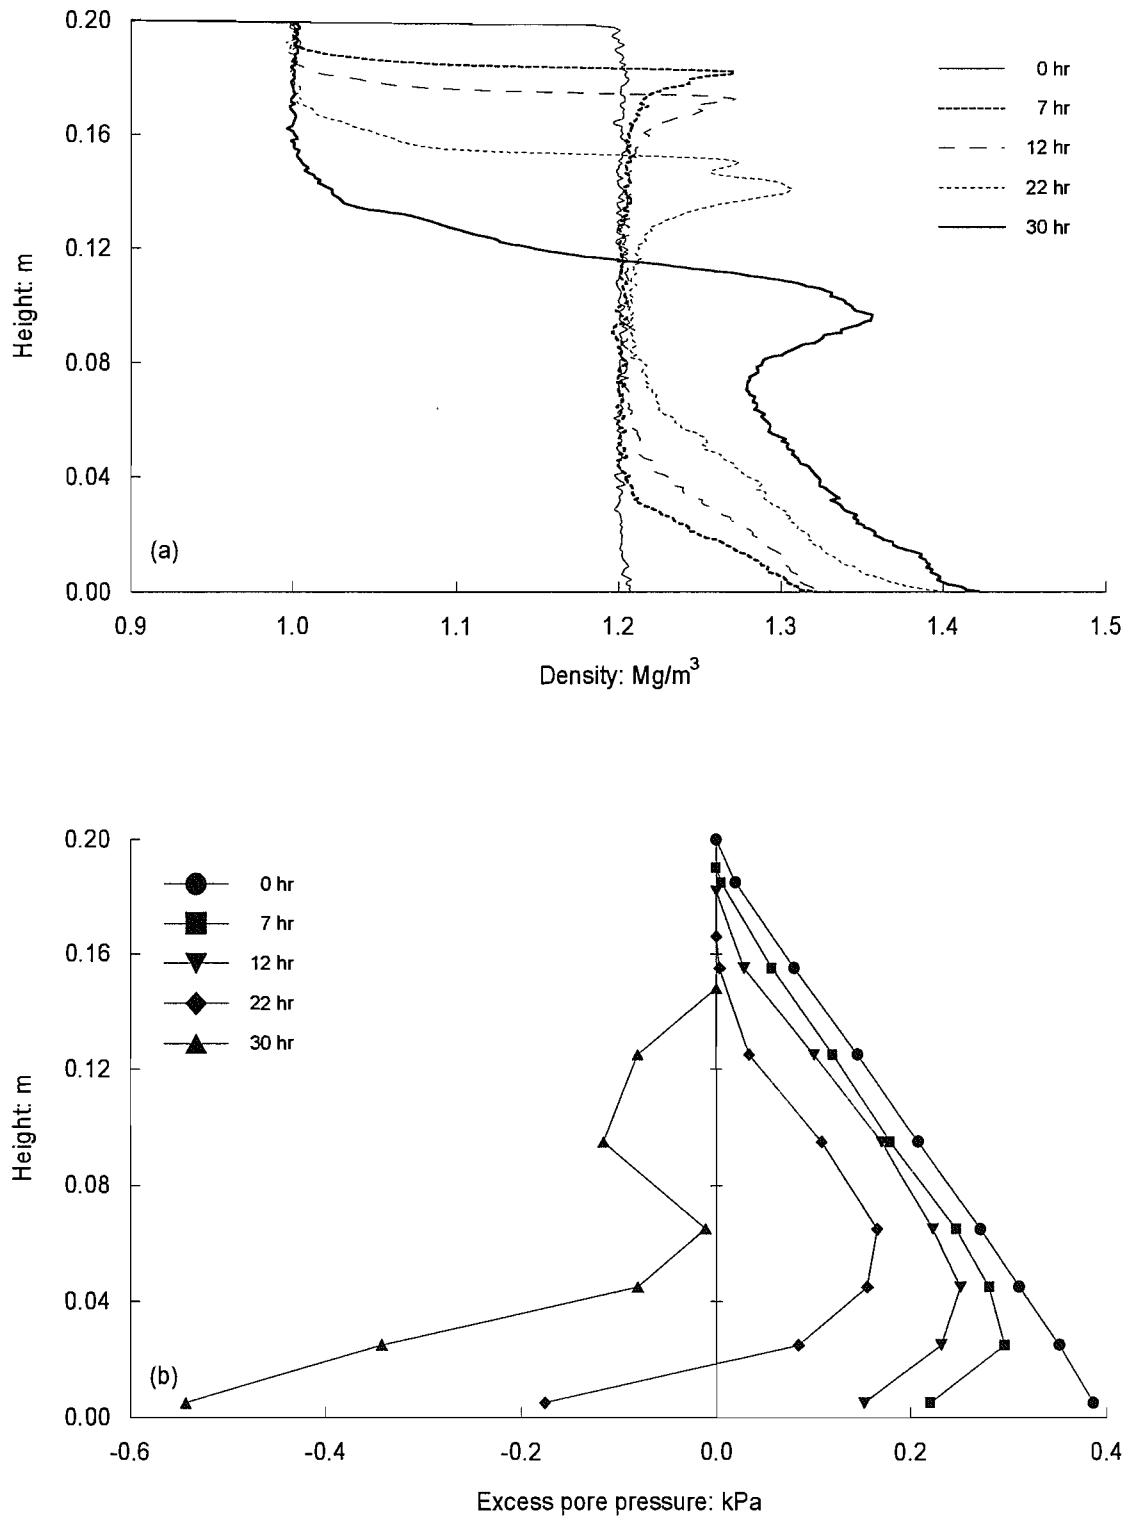 0.20
0.16
0.12
0.08
0.04
0.00
Height: m
0 hr
7 hr
12 hr
22 hr
30 hr
(a)
0.9 1.0 1.1 1.2 1.3 1.4 1.5
Density: Mg/m³
0.20
0.16
0.12
0.08
0.04
0.00
Height: m
0 hr
7 hr
12 hr
22 hr
30 hr
(b)
-0.6 -0.4 -0.2 0.0 0.2 0.4
Excess pore pressure: kPa